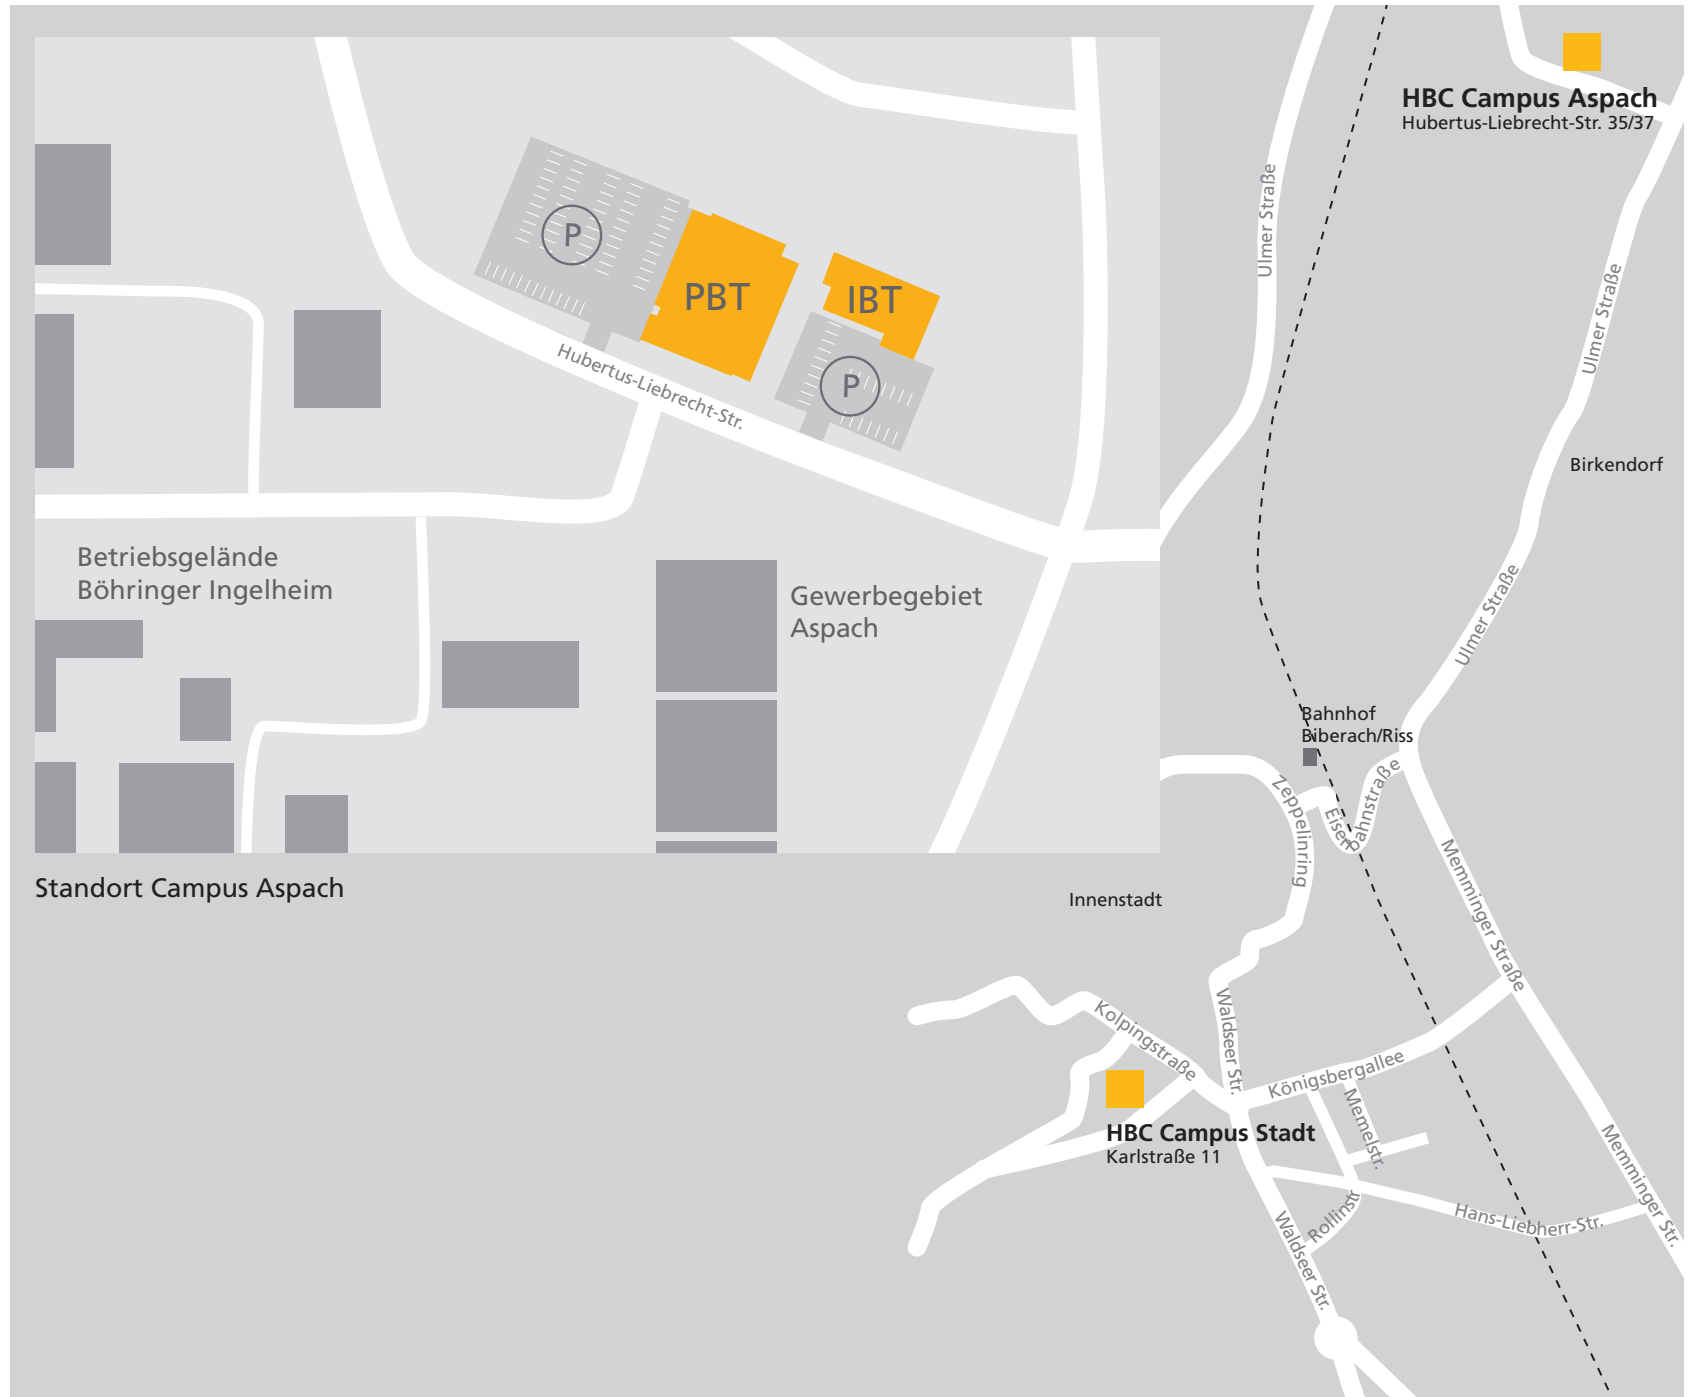 HBC Campus Aspach
Hubertus-Liebrecht-Str. 35/37
Ulmer Straße
Ulmer Straße
P
PBT
IBT
P
Hubertus-Liebrecht-Str.
Birkendorf
Betriebsgelände
Böhringer Ingelheim
Gewerbegebiet
Aspach
Ulmer Straße
Bahnhof
Biberach/Riss
Zeppelinring
Eisenbahnstraße
Standort Campus Aspach
Innenstadt
Memminger Straße
Kolpingstraße
Waldseer Str.
Königsbergallee
Memelstr.
HBC Campus Stadt
Karlstraße 11
Memminger Str.
Rollinstr
Hans-Liebherr-Str.
Waldseer Str.